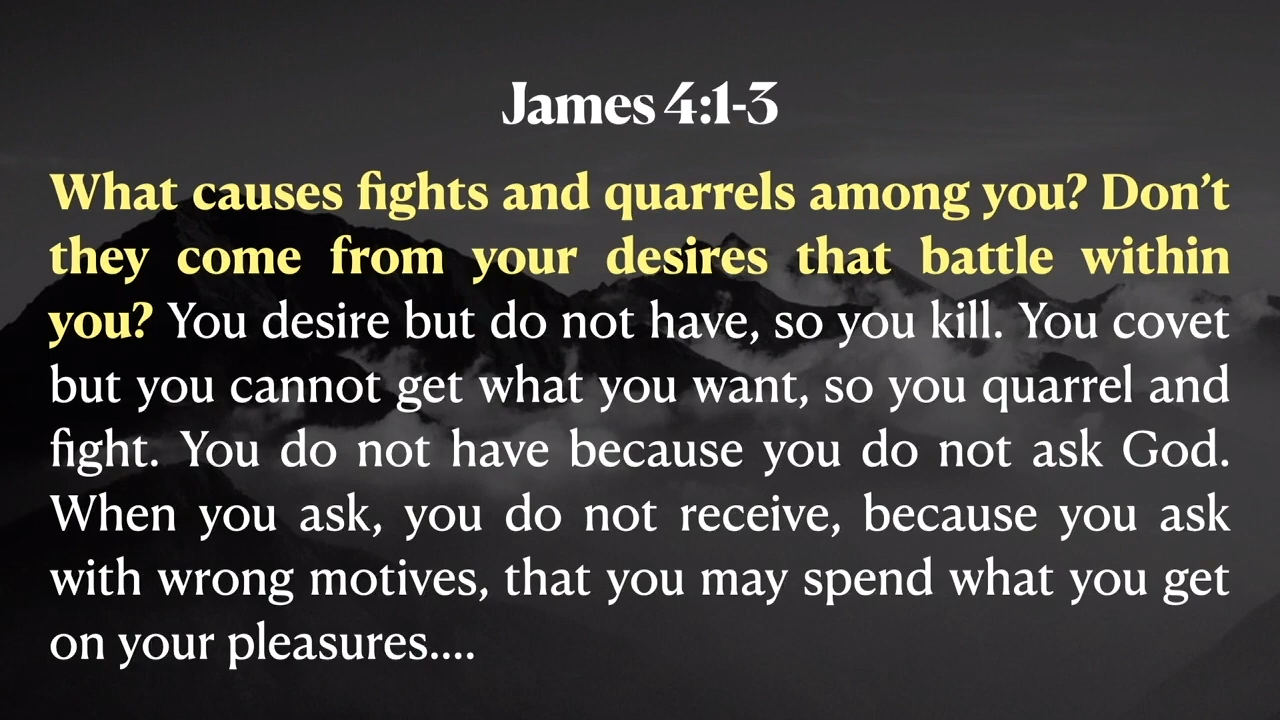 James 4:1-3
What causes fights and quarrels among you? Don’t
they come from your desires that battle within
you? You desire but do not have, so you kill. You covet
but you cannot get what you want, so you quarrel and
fight. You do not have because you do not ask God.
When you ask, you do not receive, because you ask
with wrong motives, that you may spend what you get
on your pleasures....